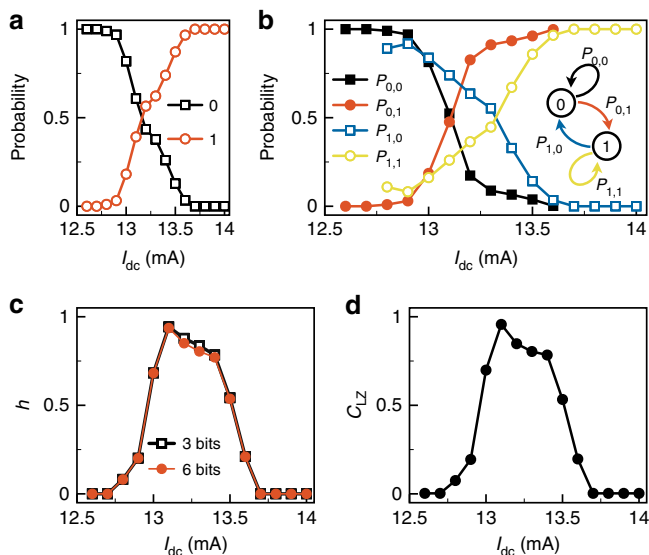 a
Probability
1
0.5
0
0
1
12.5 13 13.5 14
I_dc (mA)
b
Probability
1
0.5
0
P_0,0
P_0,1
P_1,0
P_1,1
P_0,0
0
P_0,1
P_1,0
1
P_1,1
12.5 13 13.5 14
I_dc (mA)
c
h
1
0.5
0
3 bits
6 bits
12.5 13 13.5 14
I_dc (mA)
d
C_LZ
1
0.5
0
12.5 13 13.5 14
I_dc (mA)